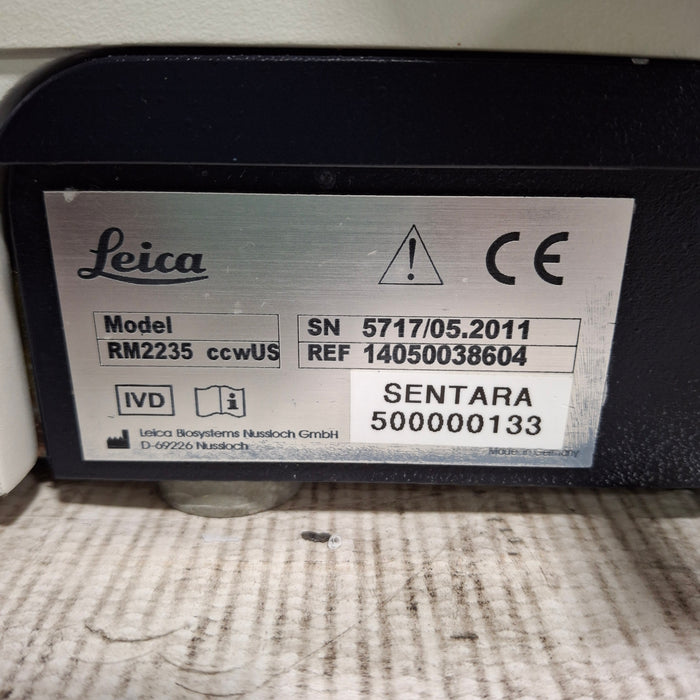 Leica
CE
Model
RM2235 ccwUS
SN 5717/05.2011
REF 14050038604
IVD
i
SENTARA
500000133
Leica Biosystems Nussloch GmbH
D-69226 Nussloch
Made in Germany